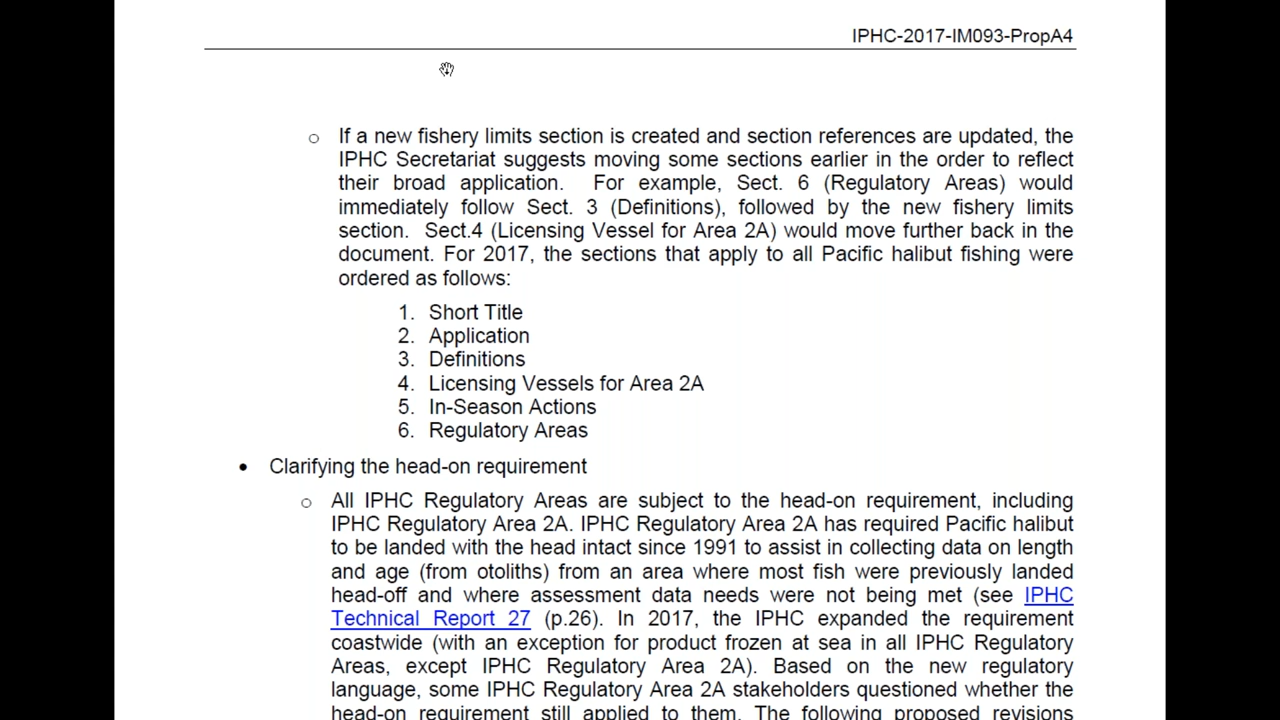 IPHC-2017-IM093-PropA4
o If a new fishery limits section is created and section references are updated, the
IPHC Secretariat suggests moving some sections earlier in the order to reflect
their broad application. For example, Sect. 6 (Regulatory Areas) would
immediately follow Sect. 3 (Definitions), followed by the new fishery limits
section. Sect.4 (Licensing Vessel for Area 2A) would move further back in the
document. For 2017, the sections that apply to all Pacific halibut fishing were
ordered as follows:
1. Short Title
2. Application
3. Definitions
4. Licensing Vessels for Area 2A
5. In-Season Actions
6. Regulatory Areas
• Clarifying the head-on requirement
o All IPHC Regulatory Areas are subject to the head-on requirement, including
IPHC Regulatory Area 2A. IPHC Regulatory Area 2A has required Pacific halibut
to be landed with the head intact since 1991 to assist in collecting data on length
and age (from otoliths) from an area where most fish were previously landed
head-off and where assessment data needs were not being met (see IPHC
Technical Report 27 (p.26). In 2017, the IPHC expanded the requirement
coastwide (with an exception for product frozen at sea in all IPHC Regulatory
Areas, except IPHC Regulatory Area 2A). Based on the new regulatory
language, some IPHC Regulatory Area 2A stakeholders questioned whether the
head-on requirement still applied to them. The following proposed revisions